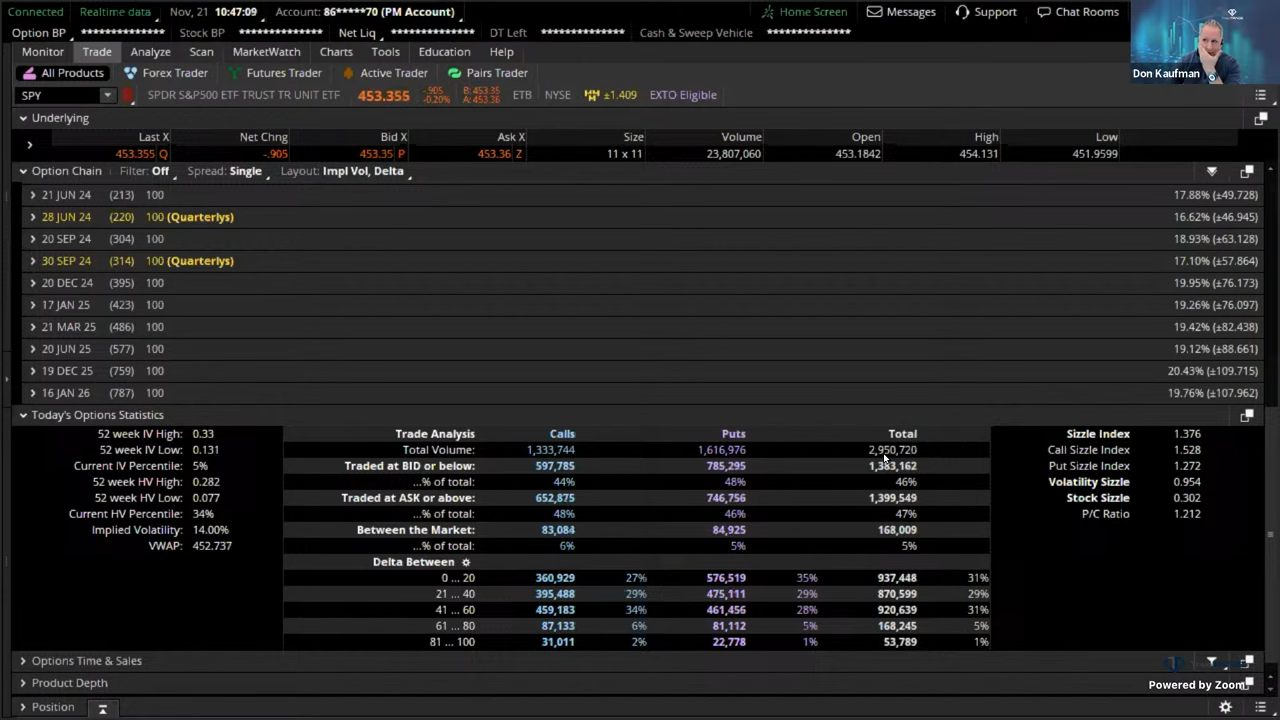 Connected Realtime data Nov, 21 10:47:09 Account: 86*****70 (PM Account) Home Screen Messages Support Chat Rooms
Option BP ************** Stock BP ************** Net Liq ************** DT Left ************** Cash & Sweep Vehicle **************
Monitor Trade Analyze Scan MarketWatch Charts Tools Education Help
Don Kaufman
All Products Forex Trader Futures Trader Active Trader Pairs Trader
SPY SPDR S&P500 ETF TRUST TR UNIT ETF 453.355 -.905 -0.20% B: 453.35 A: 453.36 ETB NYSE ±1.409 EXTO Eligible
Underlying
Last X Net Chng Bid X Ask X Size Volume Open High Low
453.355 Q -.905 453.35 P 453.36 Z 11 x 11 23,807,060 453.1842 454.131 451.9599
Option Chain Filter: Off Spread: Single Layout: Impl Vol, Delta
21 JUN 24 (213) 100 17.88% (±49.728)
28 JUN 24 (220) 100 (Quarterlys) 16.62% (±46.945)
20 SEP 24 (304) 100 18.93% (±63.128)
30 SEP 24 (314) 100 (Quarterlys) 17.10% (±57.864)
20 DEC 24 (395) 100 19.95% (±76.173)
17 JAN 25 (423) 100 19.26% (±76.097)
21 MAR 25 (486) 100 19.42% (±82.438)
20 JUN 25 (577) 100 19.12% (±88.661)
19 DEC 25 (759) 100 20.43% (±109.715)
16 JAN 26 (787) 100 19.76% (±107.962)
Today's Options Statistics
52 week IV High: 0.33 Trade Analysis Calls Puts Total Sizzle Index 1.376
52 week IV Low: 0.131 Total Volume: 1,333,744 1,616,976 2,950,720 Call Sizzle Index 1.528
Current IV Percentile: 5% Traded at BID or below: 597,785 785,295 1,383,162 Put Sizzle Index 1.272
52 week HV High: 0.282 ...% of total: 44% 48% 46% Volatility Sizzle 0.954
52 week HV Low: 0.077 Traded at ASK or above: 652,875 746,756 1,399,549 Stock Sizzle 0.302
Current HV Percentile: 34% ...% of total: 48% 46% 47% P/C Ratio 1.212
Implied Volatility: 14.00% Between the Market: 83,084 84,925 168,009
VWAP: 452.737 ...% of total: 6% 5% 5%
Delta Between
0 ... 20 360,929 27% 576,519 35% 937,448 31%
21 ... 40 395,488 29% 475,111 29% 870,599 29%
41 ... 60 459,183 34% 461,456 28% 920,639 31%
61 ... 80 87,133 6% 81,112 5% 168,245 5%
81 ... 100 31,011 2% 22,778 1% 53,789 1%
Options Time & Sales
Product Depth
Powered by Zoom
Position